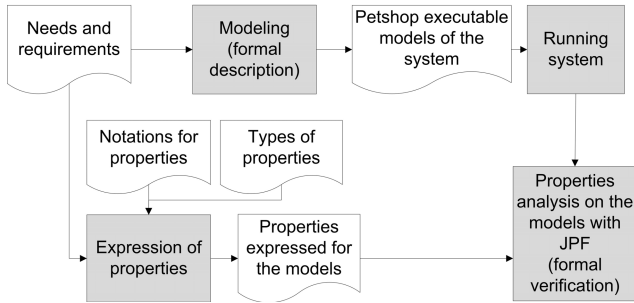 Needs and
requirements
Modeling
(formal
description)
Petshop executable
models of the
system
Running
system
Notations for
properties
Types of
properties
Expression of
properties
Properties
expressed for
the models
Properties
analysis on the
models with
JPF
(formal
verification)